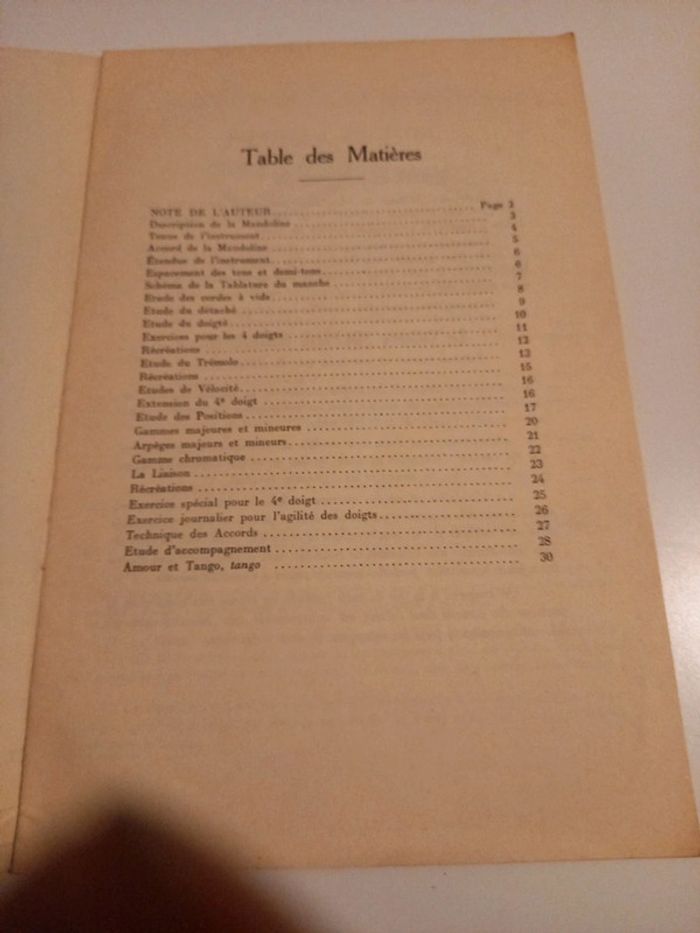 Table des Matières
NOTE DE L'AUTEUR Page 2
Description de la Mandoline 3
Tenue de l'instrument 4
Accord de la Mandoline 5
Étendue de l'instrument 6
Espacement des tons et demi-tons 6
Schéma de la Tablature du manche 7
Etude des cordes à vide 8
Etude du détaché 9
Etude du doigté 10
Exercices pour les 4 doigts 11
Récréations 12
Etude du Trémolo 13
Récréations 15
Etudes de Vélocité 16
Extension du 4e doigt 16
Etude des Positions 17
Gammes majeures et mineures 20
Arpèges majeurs et mineurs 21
Gamme chromatique 22
La Liaison 23
Récréations 24
Exercice spécial pour le 4e doigt 25
Exercice journalier pour l'agilité des doigts 26
Technique des Accords 27
Etude d'accompagnement 28
Amour et Tango, tango 30